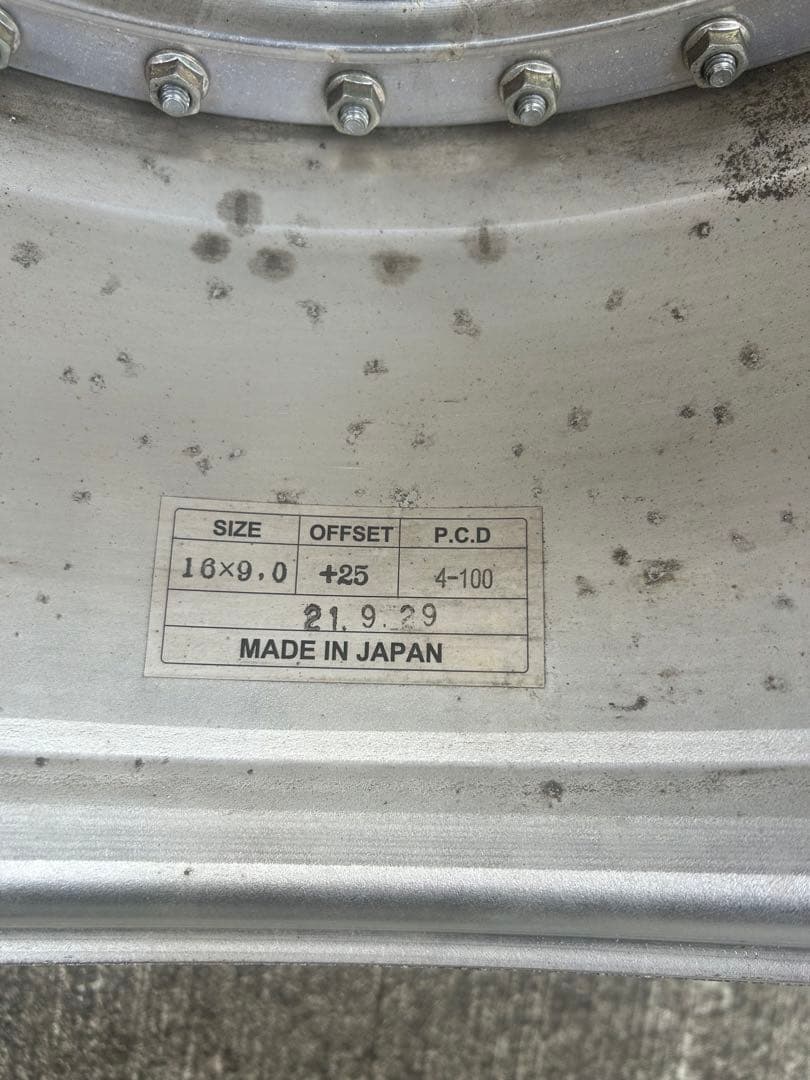 SIZE OFFSET P.C.D
16×9.0 +25 4-100
21.9.29
MADE IN JAPAN